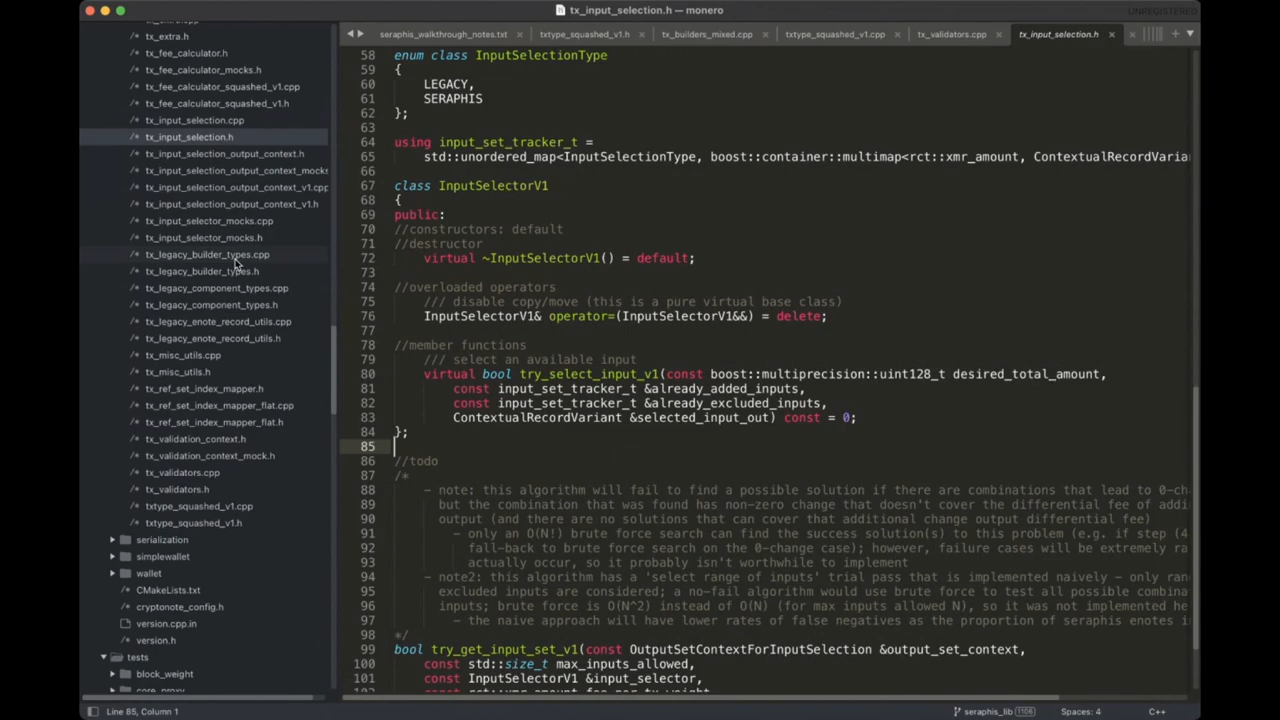 tx_input_selection.h — monero
UNREGISTERED
tx_extra.h
tx_fee_calculator.h
tx_fee_calculator_mocks.h
tx_fee_calculator_squashed_v1.cpp
tx_fee_calculator_squashed_v1.h
tx_input_selection.cpp
tx_input_selection.h
tx_input_selection_output_context.h
tx_input_selection_output_context_mocks
tx_input_selection_output_context_v1.cpp
tx_input_selection_output_context_v1.h
tx_input_selector_mocks.cpp
tx_input_selector_mocks.h
tx_legacy_builder_types.cpp
tx_legacy_builder_types.h
tx_legacy_component_types.cpp
tx_legacy_component_types.h
tx_legacy_enote_record_utils.cpp
tx_legacy_enote_record_utils.h
tx_misc_utils.cpp
tx_misc_utils.h
tx_ref_set_index_mapper.h
tx_ref_set_index_mapper_flat.cpp
tx_ref_set_index_mapper_flat.h
tx_validation_context.h
tx_validation_context_mock.h
tx_validators.cpp
tx_validators.h
txtype_squashed_v1.cpp
txtype_squashed_v1.h
serialization
simplewallet
wallet
CMakeLists.txt
cryptonote_config.h
version.cpp.in
version.h
tests
block_weight
core_proxy
seraphis_walkthrough_notes.txt × txtype_squashed_v1.h × tx_builders_mixed.cpp × txtype_squashed_v1.cpp × tx_validators.cpp × tx_input_selection.h ×
58 enum class InputSelectionType
59 {
60 LEGACY,
61 SERAPHIS
62 };
63
64 using input_set_tracker_t =
65 std::unordered_map<InputSelectionType, boost::container::multimap<rct::xmr_amount, ContextualRecordVaria
66
67 class InputSelectorV1
68 {
69 public:
70 //constructors: default
71 //destructor
72 virtual ~InputSelectorV1() = default;
73
74 //overloaded operators
75 /// disable copy/move (this is a pure virtual base class)
76 InputSelectorV1& operator=(InputSelectorV1&&) = delete;
77
78 //member functions
79 /// select an available input
80 virtual bool try_select_input_v1(const boost::multiprecision::uint128_t desired_total_amount,
81 const input_set_tracker_t &already_added_inputs,
82 const input_set_tracker_t &already_excluded_inputs,
83 ContextualRecordVariant &selected_input_out) const = 0;
84 };
85
86 //todo
87 /*
88 - note: this algorithm will fail to find a possible solution if there are combinations that lead to 0-ch
89 but the combination that was found has non-zero change that doesn't cover the differential fee of addi
90 output (and there are no solutions that can cover that additional change output differential fee)
91 - only an O(N!) brute force search can find the success solution(s) to this problem (e.g. if step (4
92 fall-back to brute force search on the 0-change case); however, failure cases will be extremely ra
93 actually occur, so it probably isn't worthwhile to implement
94 - note2: this algorithm has a 'select range of inputs' trial pass that is implemented naively - only ran
95 excluded inputs are considered; a no-fail algorithm would use brute force to test all possible combina
96 inputs; brute force is O(N^2) instead of O(N) (for max inputs allowed N), so it was not implemented he
97 - the naive approach will have lower rates of false negatives as the proportion of seraphis enotes in
98 */
99 bool try_get_input_set_v1(const OutputSetContextForInputSelection &output_set_context,
100 const std::size_t max_inputs_allowed,
101 const InputSelectorV1 &input_selector,
102 const rct::xmr_amount fee_per_tx_weight,
Line 85, Column 1
seraphis_lib 1106
Spaces: 4
C++